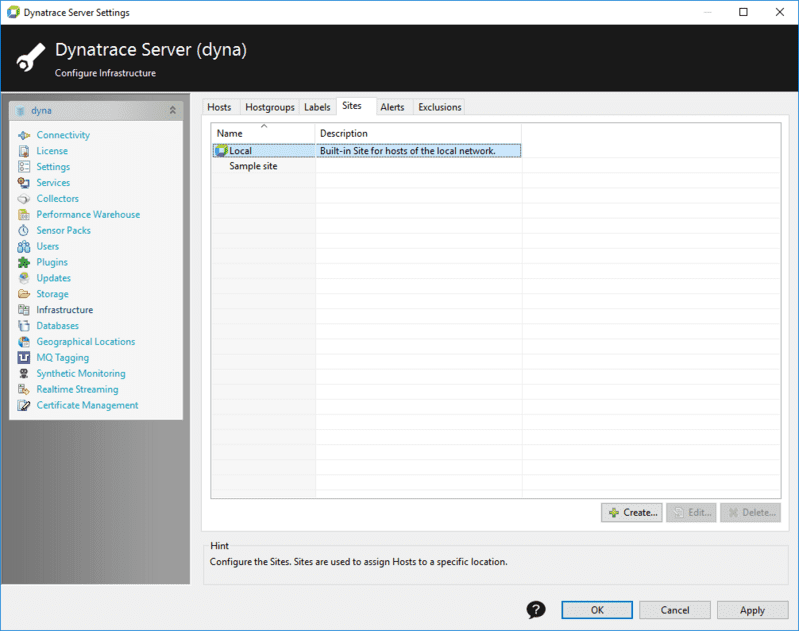 Dynatrace Server Settings
Dynatrace Server (dyna)
Configure Infrastructure
dyna
Connectivity
License
Settings
Services
Collectors
Performance Warehouse
Sensor Packs
Users
Plugins
Updates
Storage
Infrastructure
Databases
Geographical Locations
MQ Tagging
Synthetic Monitoring
Realtime Streaming
Certificate Management
Hosts Hostgroups Labels Sites Alerts Exclusions
Name Description
Local Built-in Site for hosts of the local network.
Sample site
Create... Edit... Delete...
Hint
Configure the Sites. Sites are used to assign Hosts to a specific location.
? OK Cancel Apply